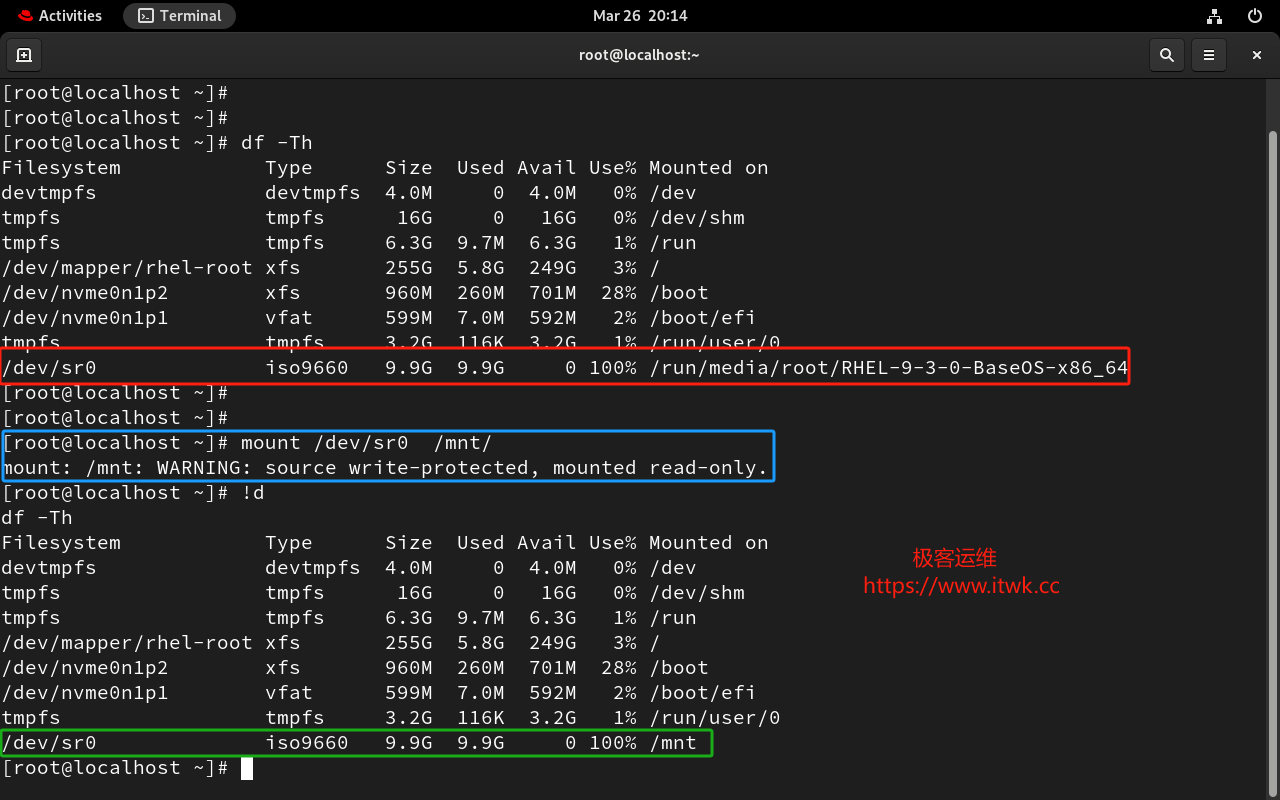 Activities
Terminal
Mar 26 20:14
root@localhost:~
[root@localhost ~]#
[root@localhost ~]#
[root@localhost ~]# df -Th
Filesystem            Type      Size  Used Avail Use% Mounted on
devtmpfs              devtmpfs  4.0M     0  4.0M   0% /dev
tmpfs                 tmpfs      16G     0   16G   0% /dev/shm
tmpfs                 tmpfs     6.3G  9.7M  6.3G   1% /run
/dev/mapper/rhel-root xfs       255G  5.8G  249G   3% /
/dev/nvme0n1p2        xfs       960M  260M  701M  28% /boot
/dev/nvme0n1p1        vfat      599M  7.0M  592M   2% /boot/efi
tmpfs                 tmpfs     3.2G  116K  3.2G   1% /run/user/0
/dev/sr0              iso9660   9.9G  9.9G     0 100% /run/media/root/RHEL-9-3-0-BaseOS-x86_64
[root@localhost ~]#
[root@localhost ~]#
[root@localhost ~]# mount /dev/sr0  /mnt/
mount: /mnt: WARNING: source write-protected, mounted read-only.
[root@localhost ~]# !d
df -Th
Filesystem            Type      Size  Used Avail Use% Mounted on
devtmpfs              devtmpfs  4.0M     0  4.0M   0% /dev
tmpfs                 tmpfs      16G     0   16G   0% /dev/shm
tmpfs                 tmpfs     6.3G  9.7M  6.3G   1% /run
/dev/mapper/rhel-root xfs       255G  5.8G  249G   3% /
/dev/nvme0n1p2        xfs       960M  260M  701M  28% /boot
/dev/nvme0n1p1        vfat      599M  7.0M  592M   2% /boot/efi
tmpfs                 tmpfs     3.2G  116K  3.2G   1% /run/user/0
/dev/sr0              iso9660   9.9G  9.9G     0 100% /mnt
[root@localhost ~]#
极客运维
https://www.itwk.cc